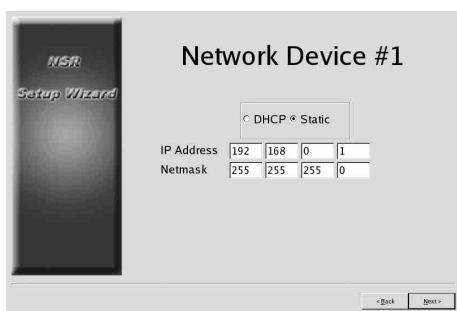 NSR
Setup Wizard
Network Device #1
DHCP Static
IP Address 192 168 0 1
Netmask 255 255 255 0
<Back Next>